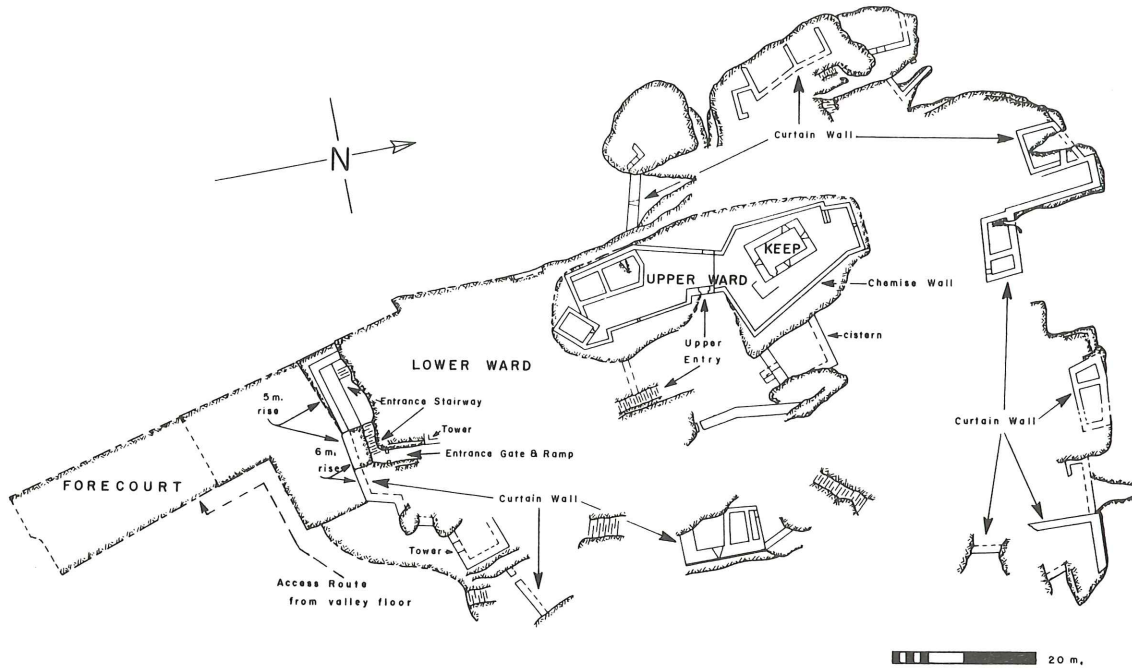 Curtain Wall
N
KEEP
UPPER WARD
Chemise Wall
Upper
Entry
cistern
LOWER WARD
5 m.
rise
Entrance Stairway
Tower
6 m.
rise
Entrance Gate & Ramp
Curtain Wall
FORECOURT
Curtain Wall
Tower
Access Route
from valley floor
20 m.